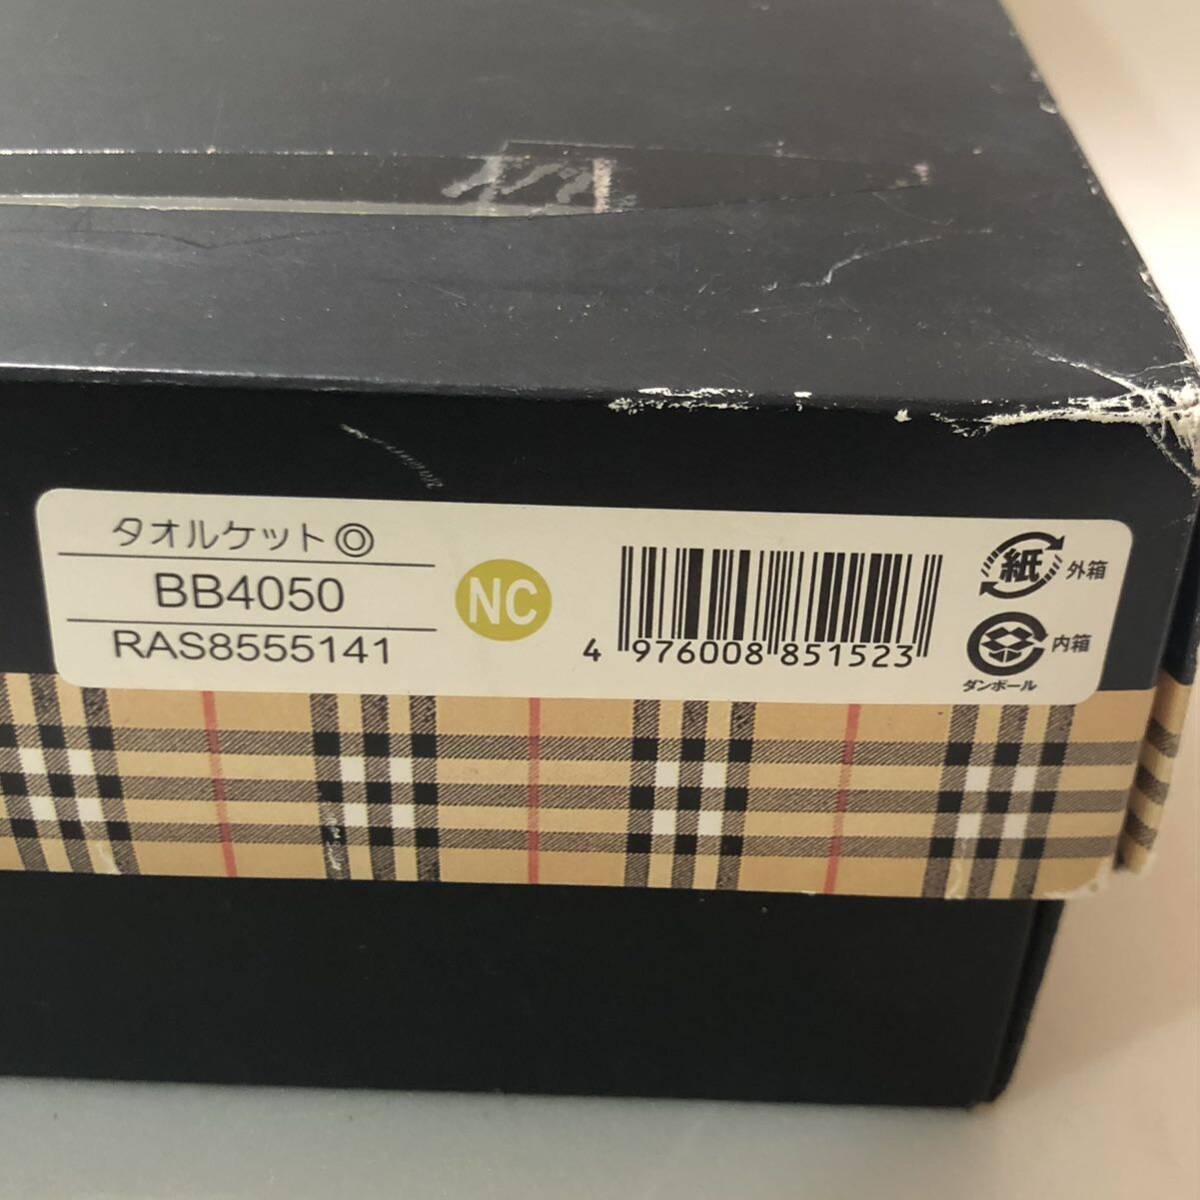 タオルケット◎
BB4050
RAS8555141
NC
4 976008 851523
紙 外箱
内箱
ダンボール